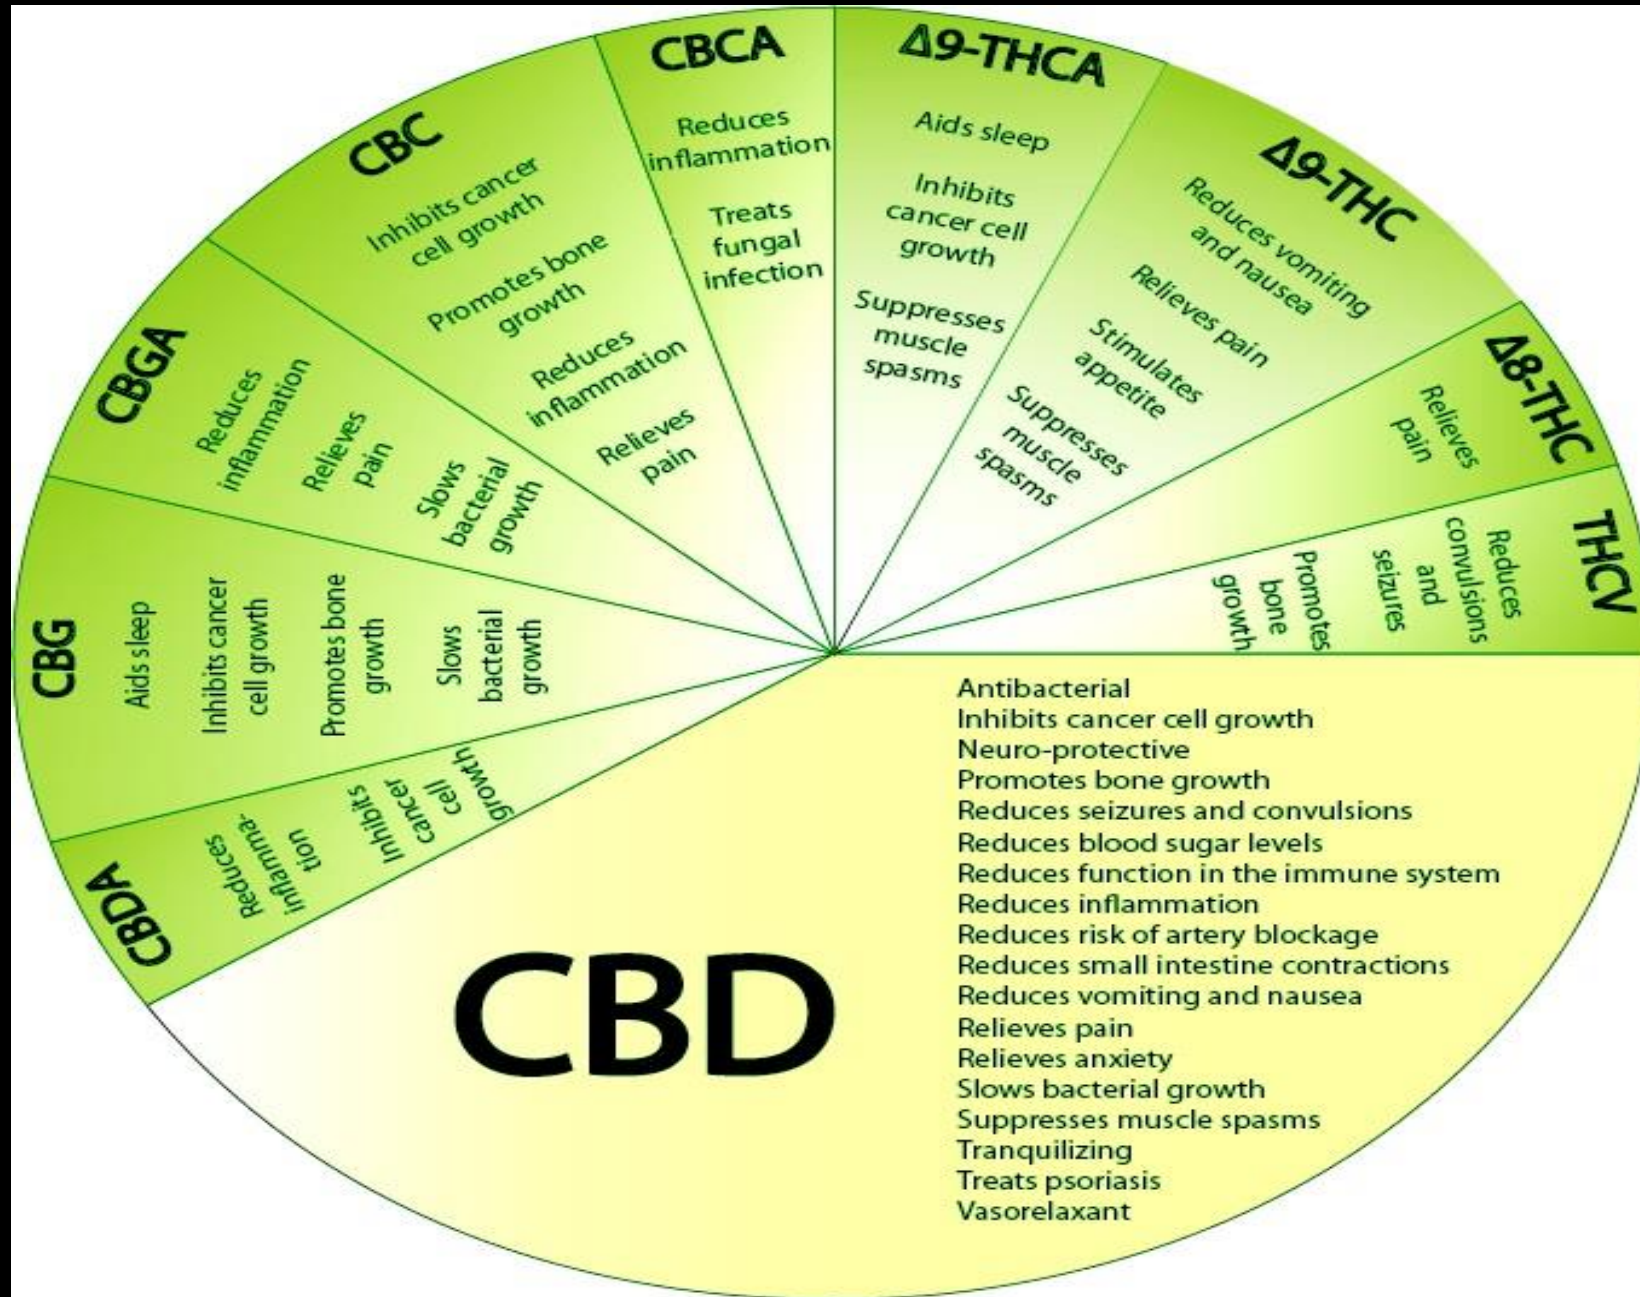 CBCA
Reduces
inflammation
Treats
fungal
infection
Δ9-THCA
Aids sleep
Inhibits
cancer cell
growth
Suppresses
muscle
spasms
Δ9-THC
Reduces vomiting
and nausea
Relieves pain
Stimulates
appetite
Suppresses
muscle
spasms
Δ8-THC
Relieves
pain
THCV
Reduces
convulsions
and
seizures
Promotes
bone
growth
CBC
Inhibits cancer
cell growth
Promotes bone
growth
Reduces
inflammation
Relieves
pain
CBGA
Reduces
inflammation
Relieves
pain
Slows
bacterial
growth
CBG
Aids sleep
Inhibits cancer
cell growth
Promotes bone
growth
Slows
bacterial
growth
CBDA
Reduces
inflamma-
tion
Inhibits
cancer
cell
growth
CBD
Antibacterial
Inhibits cancer cell growth
Neuro-protective
Promotes bone growth
Reduces seizures and convulsions
Reduces blood sugar levels
Reduces function in the immune system
Reduces inflammation
Reduces risk of artery blockage
Reduces small intestine contractions
Reduces vomiting and nausea
Relieves pain
Relieves anxiety
Slows bacterial growth
Suppresses muscle spasms
Tranquilizing
Treats psoriasis
Vasorelaxant